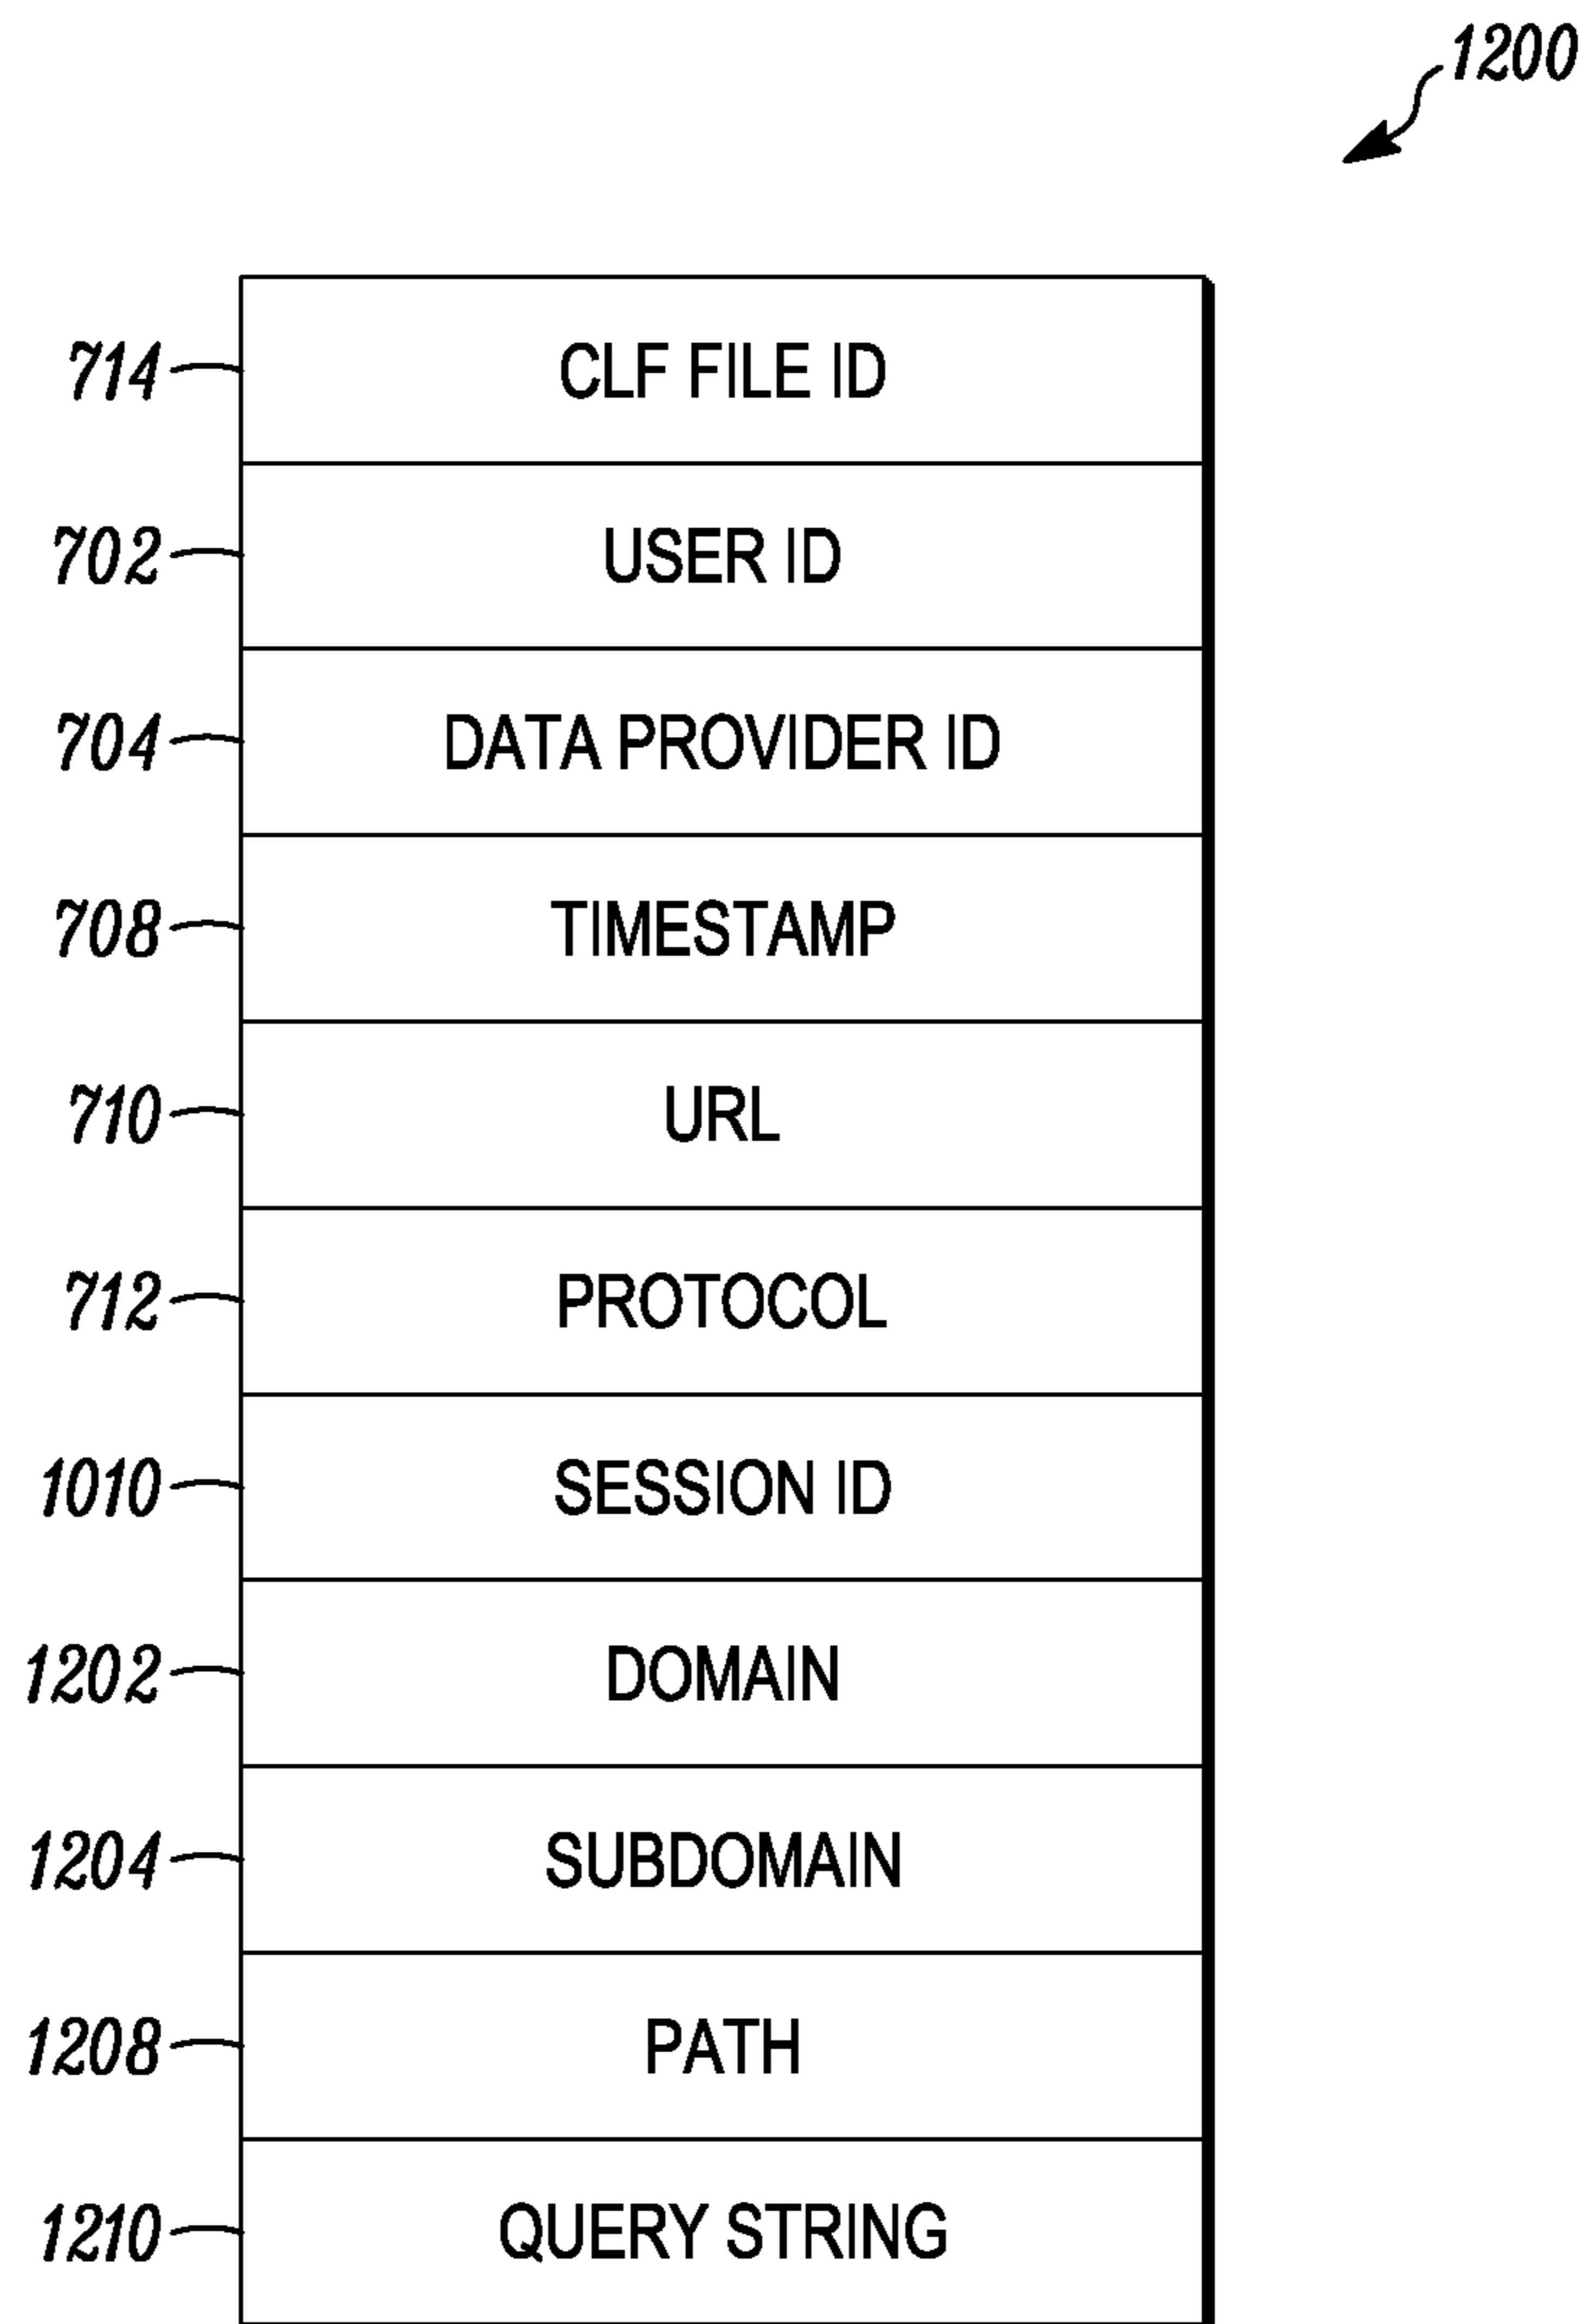 1200
714 CLF FILE ID
702 USER ID
704 DATA PROVIDER ID
708 TIMESTAMP
710 URL
712 PROTOCOL
1010 SESSION ID
1202 DOMAIN
1204 SUBDOMAIN
1208 PATH
1210 QUERY STRING